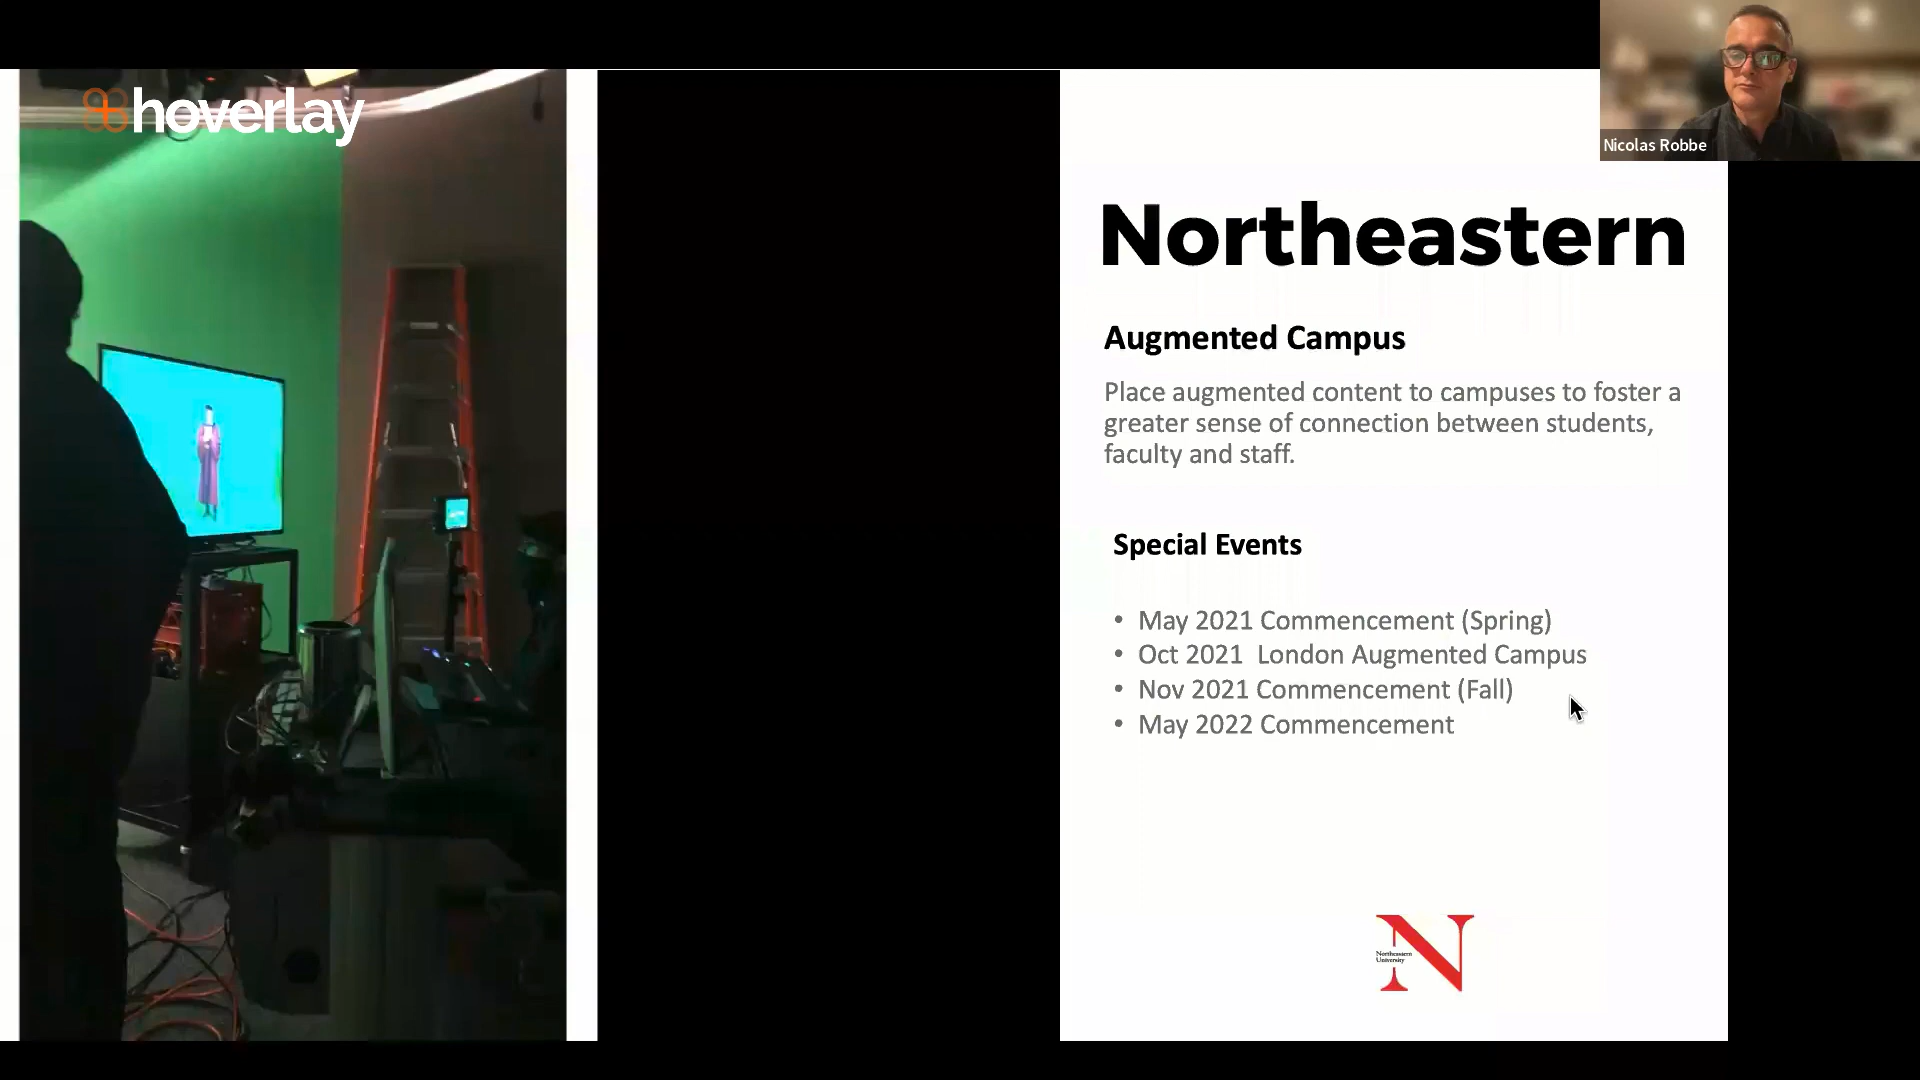 hoverlay
Nicolas Robbe
Northeastern
Augmented Campus
Place augmented content to campuses to foster a
greater sense of connection between students,
faculty and staff.
Special Events
• May 2021 Commencement (Spring)
• Oct 2021 London Augmented Campus
• Nov 2021 Commencement (Fall)
• May 2022 Commencement
Northeastern
University